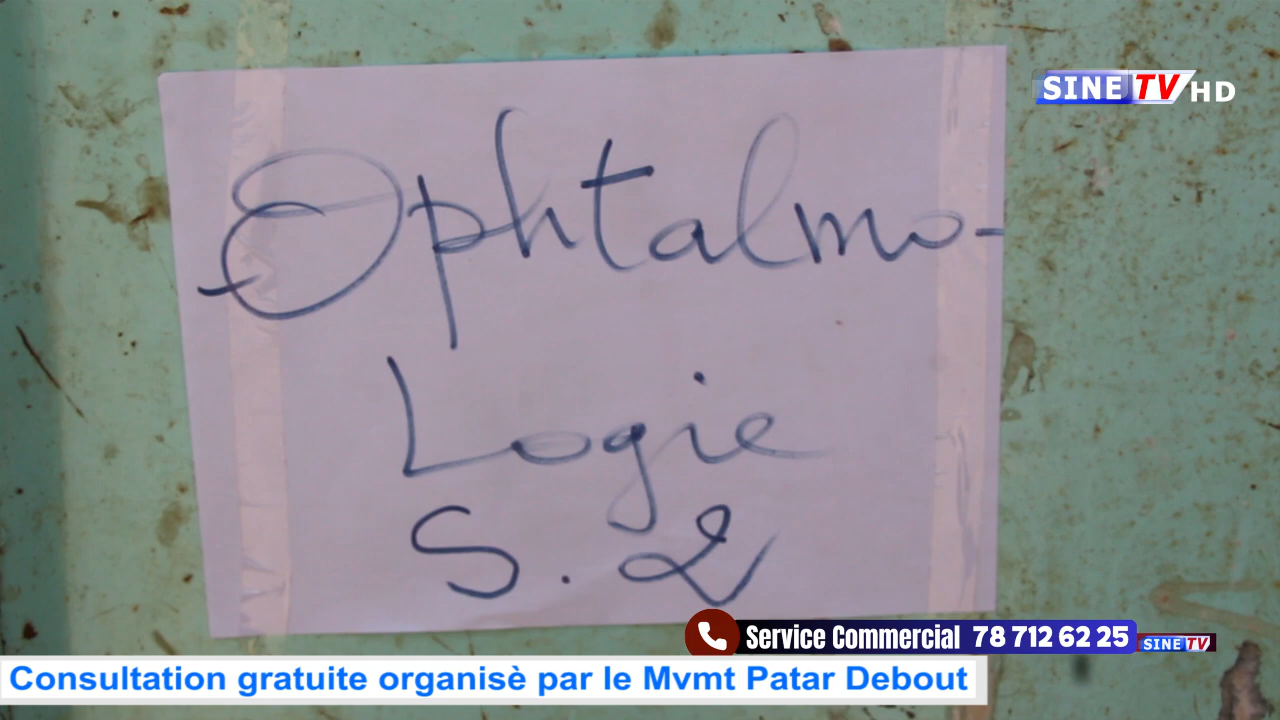 SINE TV HD
Ophtalmo-
Logie
S.2
Service Commercial 78 712 62 25
SINE TV
Consultation gratuite organisè par le Mvmt Patar Debout